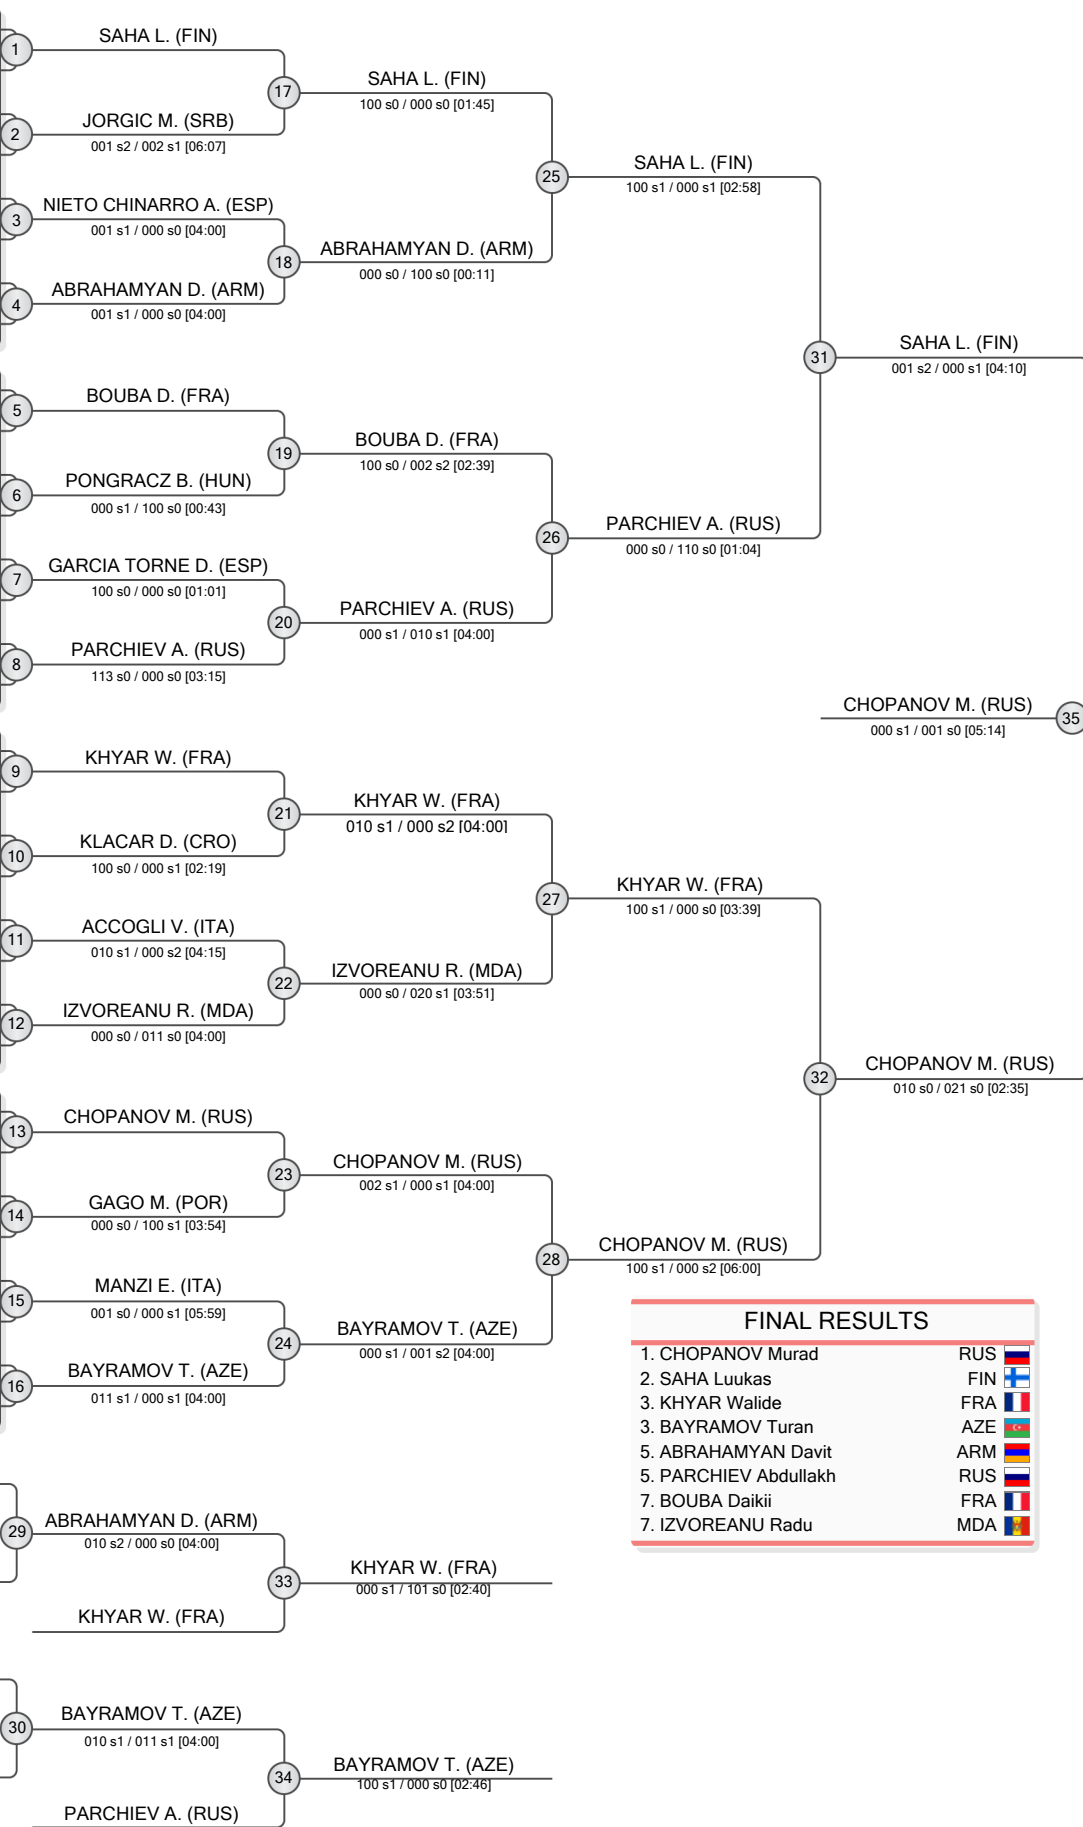 SAHA L. (FIN)
1
SAHA L. (FIN)
17
100 s0 / 000 s0 [01:45]
JORGIC M. (SRB)
2
001 s2 / 002 s1 [06:07]
SAHA L. (FIN)
25
100 s1 / 000 s1 [02:58]
NIETO CHINARRO A. (ESP)
3
001 s1 / 000 s0 [04:00]
ABRAHAMYAN D. (ARM)
18
000 s0 / 100 s0 [00:11]
ABRAHAMYAN D. (ARM)
4
001 s1 / 000 s0 [04:00]
SAHA L. (FIN)
31
001 s2 / 000 s1 [04:10]
BOUBA D. (FRA)
5
BOUBA D. (FRA)
19
100 s0 / 002 s2 [02:39]
PONGRACZ B. (HUN)
6
000 s1 / 100 s0 [00:43]
PARCHIEV A. (RUS)
26
000 s0 / 110 s0 [01:04]
GARCIA TORNE D. (ESP)
7
100 s0 / 000 s0 [01:01]
PARCHIEV A. (RUS)
20
000 s1 / 010 s1 [04:00]
PARCHIEV A. (RUS)
8
113 s0 / 000 s0 [03:15]
CHOPANOV M. (RUS)
35
000 s1 / 001 s0 [05:14]
KHYAR W. (FRA)
9
KHYAR W. (FRA)
21
010 s1 / 000 s2 [04:00]
KLACAR D. (CRO)
10
100 s0 / 000 s1 [02:19]
KHYAR W. (FRA)
27
100 s1 / 000 s0 [03:39]
ACCOGLI V. (ITA)
11
010 s1 / 000 s2 [04:15]
IZVOREANU R. (MDA)
22
000 s0 / 020 s1 [03:51]
IZVOREANU R. (MDA)
12
000 s0 / 011 s0 [04:00]
CHOPANOV M. (RUS)
32
010 s0 / 021 s0 [02:35]
CHOPANOV M. (RUS)
13
CHOPANOV M. (RUS)
23
002 s1 / 000 s1 [04:00]
GAGO M. (POR)
14
000 s0 / 100 s1 [03:54]
CHOPANOV M. (RUS)
28
100 s1 / 000 s2 [06:00]
MANZI E. (ITA)
15
001 s0 / 000 s1 [05:59]
BAYRAMOV T. (AZE)
24
000 s1 / 001 s2 [04:00]
BAYRAMOV T. (AZE)
16
011 s1 / 000 s1 [04:00]
FINAL RESULTS
1. CHOPANOV Murad RUS
2. SAHA Luukas FIN
3. KHYAR Walide FRA
3. BAYRAMOV Turan AZE
5. ABRAHAMYAN Davit ARM
5. PARCHIEV Abdullakh RUS
7. BOUBA Daikii FRA
7. IZVOREANU Radu MDA
ABRAHAMYAN D. (ARM)
29
010 s2 / 000 s0 [04:00]
KHYAR W. (FRA)
33
000 s1 / 101 s0 [02:40]
KHYAR W. (FRA)
BAYRAMOV T. (AZE)
30
010 s1 / 011 s1 [04:00]
BAYRAMOV T. (AZE)
34
100 s1 / 000 s0 [02:46]
PARCHIEV A. (RUS)